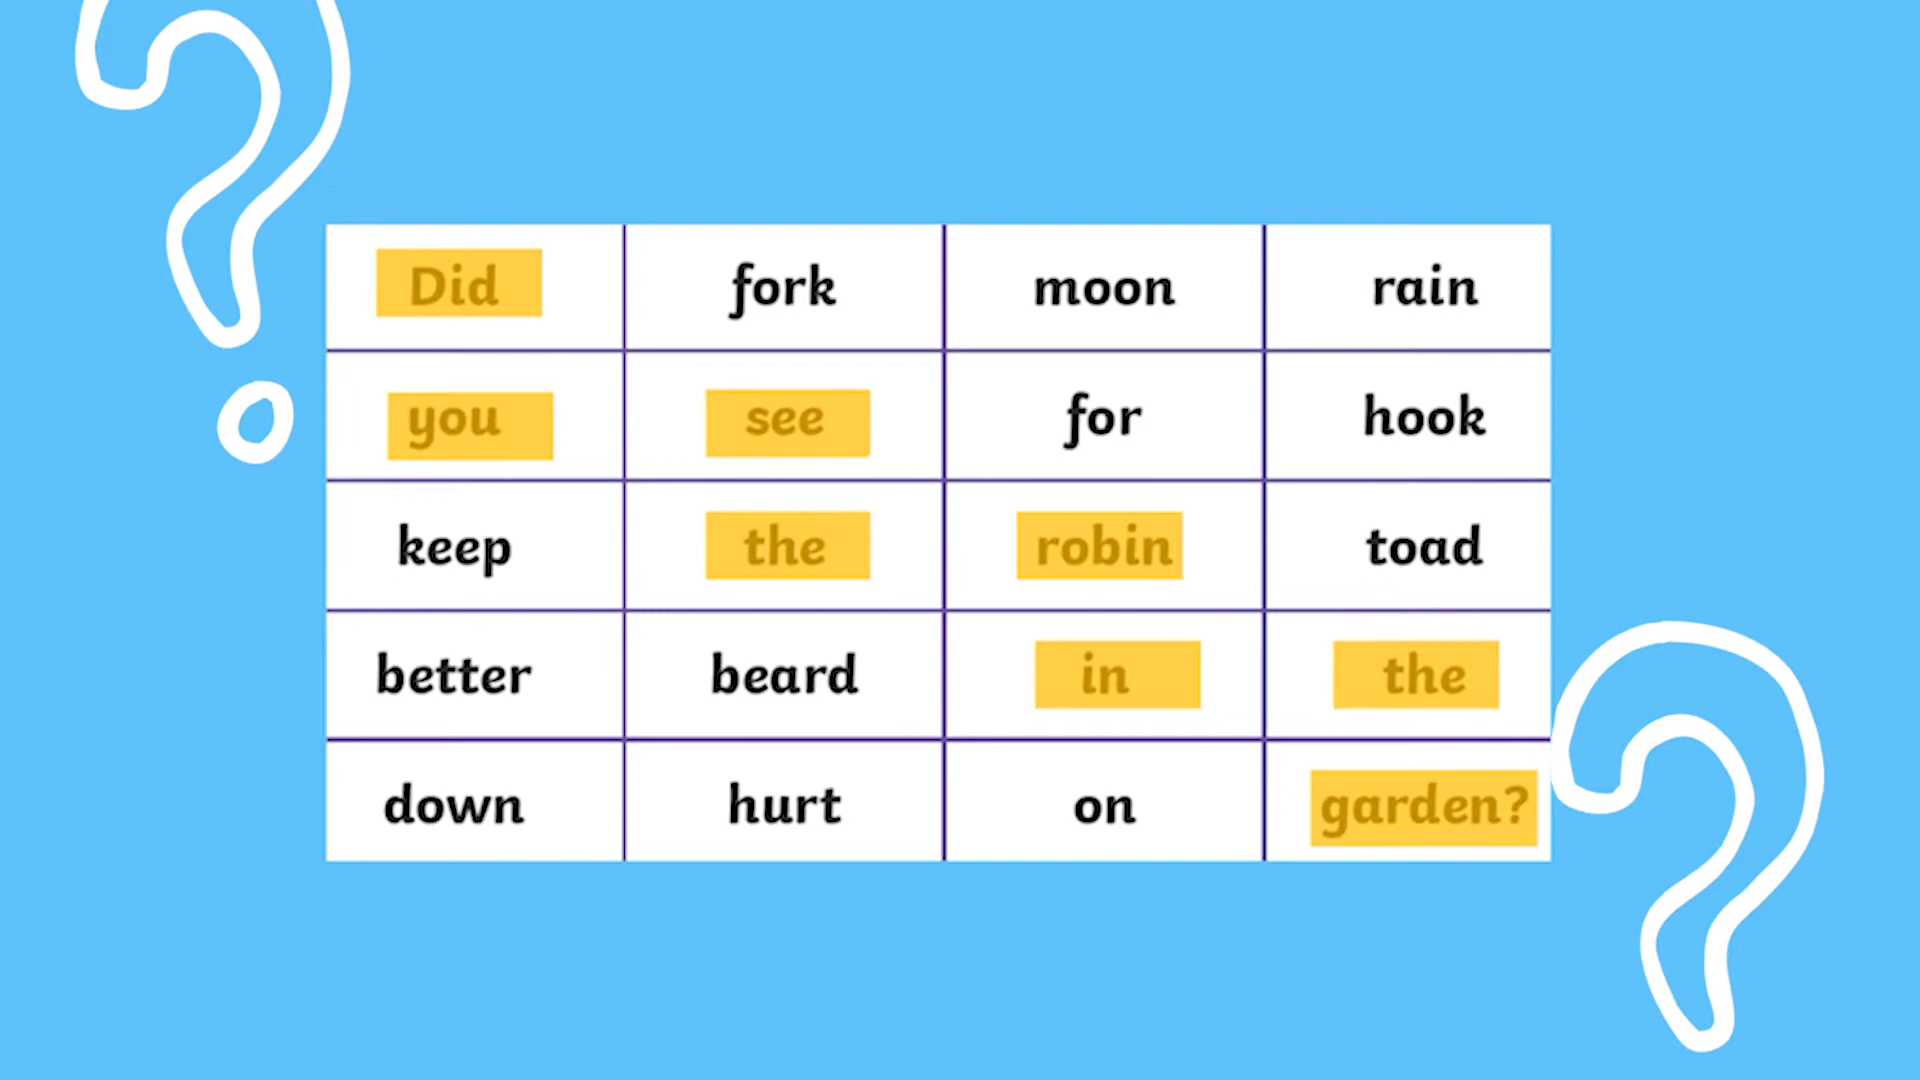 Did fork moon rain
you see for hook
keep the robin toad
better beard in the
down hurt on garden?